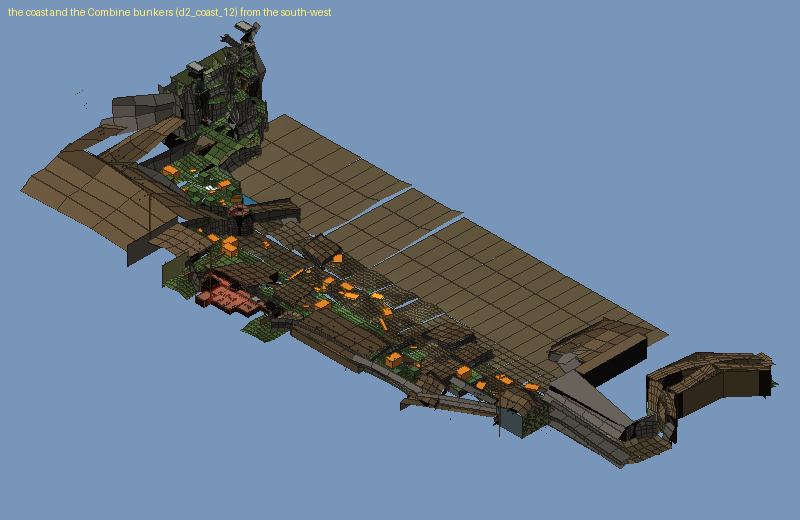 the coast and the Combine bunkers (d2_coast_12) from the south-west